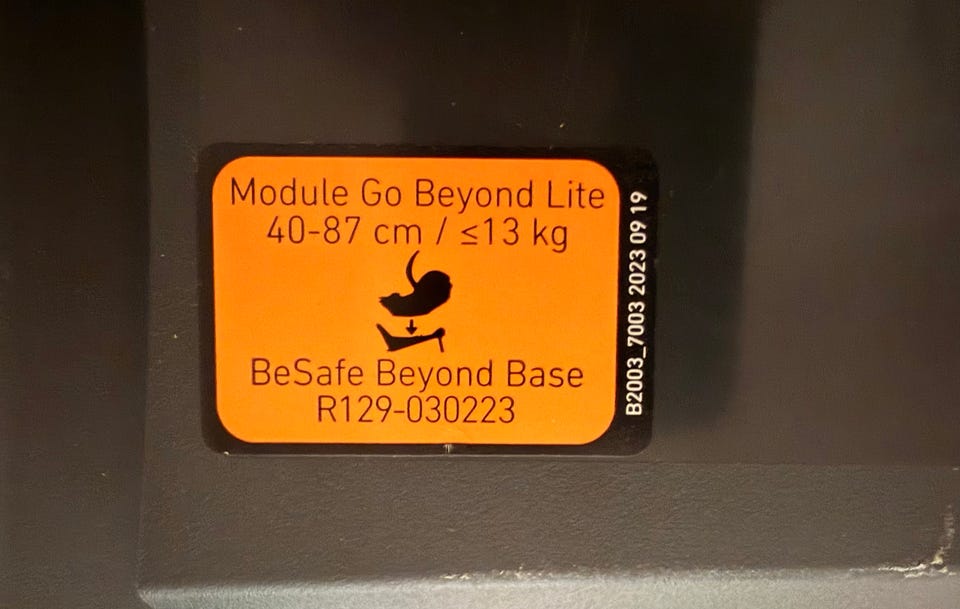 Module Go Beyond Lite
40-87 cm / ≤13 kg
BeSafe Beyond Base
R129-030223
B2003_7003 2023 09 19